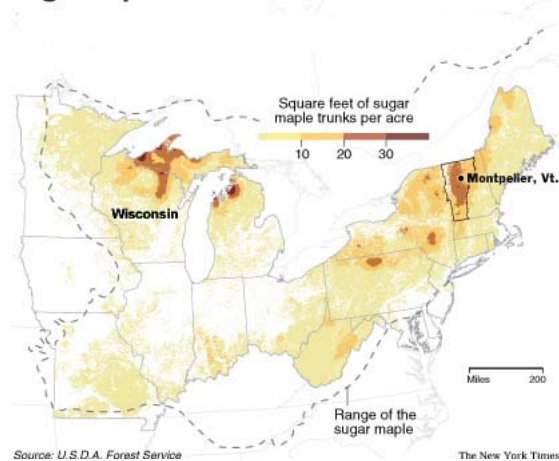 Square feet of sugar
maple trunks per acre
10 20 30
Montpelier, Vt.
Wisconsin
Miles 200
Range of the
sugar maple
Source: U.S.D.A. Forest Service
The New York Times